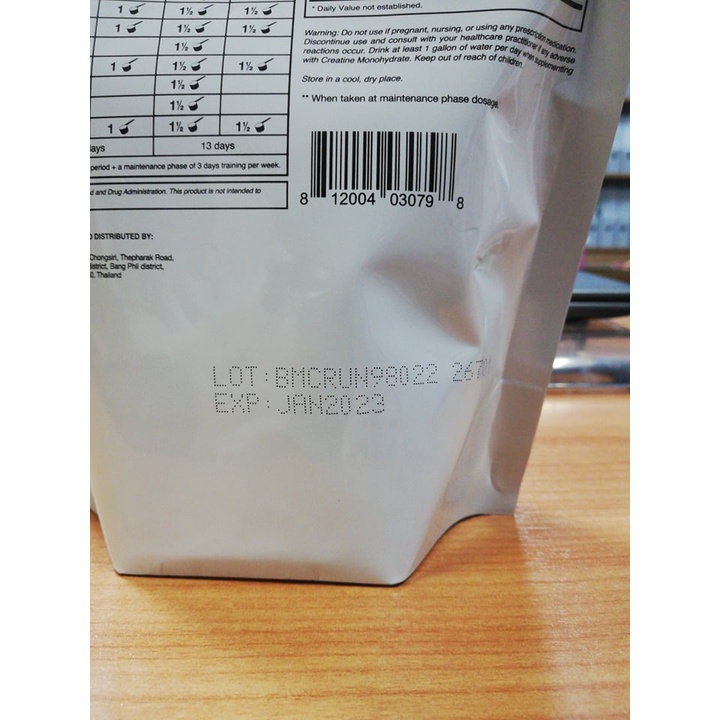 1 1½ 1½
1 1½ 1½
1½
1 1½ 1½
1½
1½
1 1½ 1½
ays 13 days
period + a maintenance phase of 3 days training per week.
d and Drug Administration. This product is not intended to
DISTRIBUTED BY:
Chongsiri, Thepharak Road,
istrict, Bang Phli district,
0, Thailand
* Daily Value not established.
Warning: Do not use if pregnant, nursing, or using any prescription medication.
Discontinue use and consult with your healthcare practitioner if any adverse
reactions occur. Drink at least 1 gallon of water per day when supplementing
with Creatine Monohydrate. Keep out of reach of children.
Store in a cool, dry place.
** When taken at maintenance phase dosage
8 12004 03079 8
LOT:BMCRUN98022 267
EXP:JAN2023